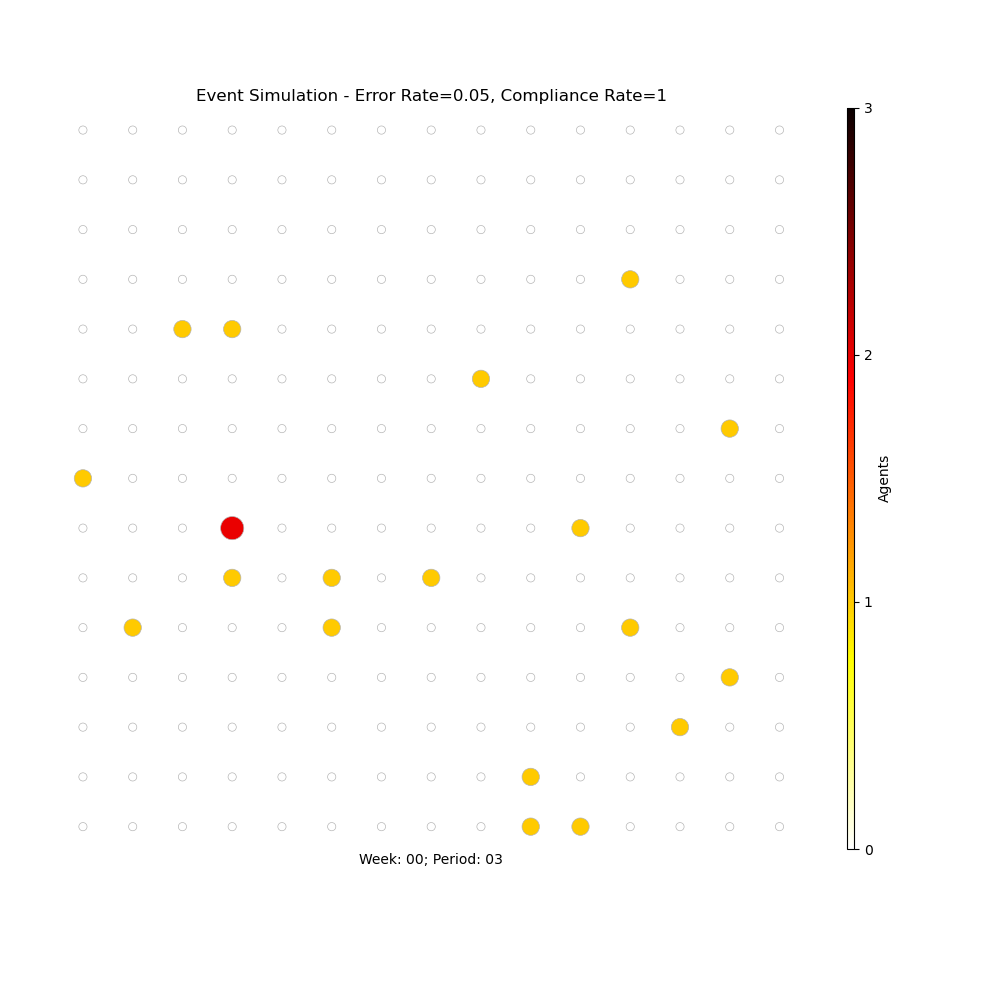 Event Simulation - Error Rate=0.05, Compliance Rate=1
3
2
Agents
1
0
Week: 00; Period: 03